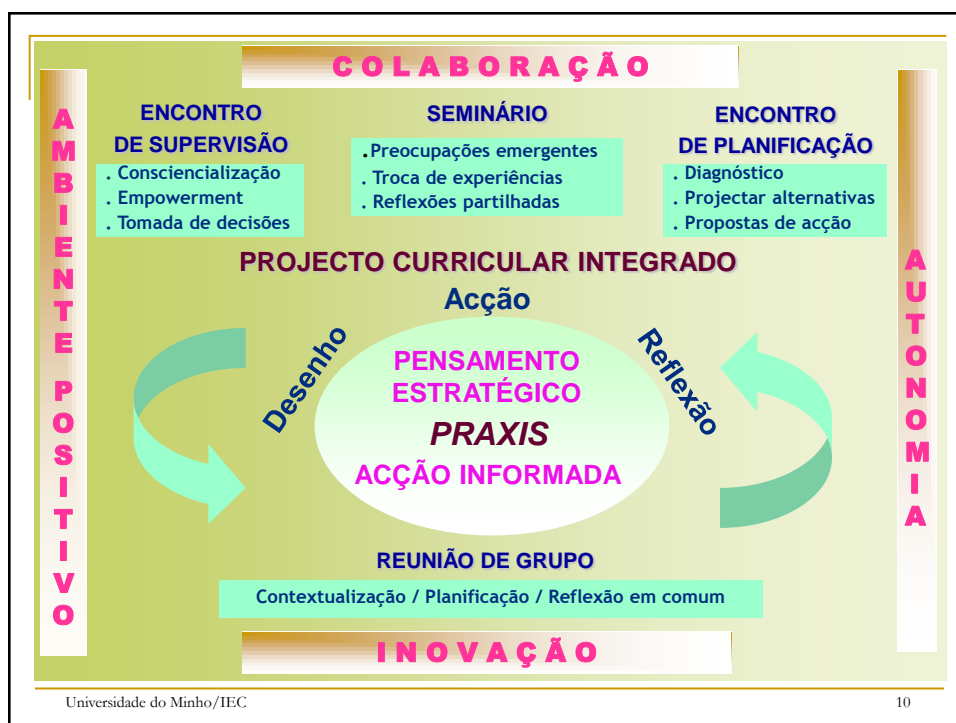 COLABORAÇÃO
AMBIENTE POSITIVO
ENCONTRO
DE SUPERVISÃO
. Consciencialização
. Empowerment
. Tomada de decisões
SEMINÁRIO
.Preocupações emergentes
. Troca de experiências
. Reflexões partilhadas
ENCONTRO
DE PLANIFICAÇÃO
. Diagnóstico
. Projectar alternativas
. Propostas de acção
AUTONOMIA
PROJECTO CURRICULAR INTEGRADO
Acção
Desenho
Reflexão
PENSAMENTO
ESTRATÉGICO
PRAXIS
ACÇÃO INFORMADA
REUNIÃO DE GRUPO
Contextualização / Planificação / Reflexão em comum
INOVAÇÃO
Universidade do Minho/IEC
10